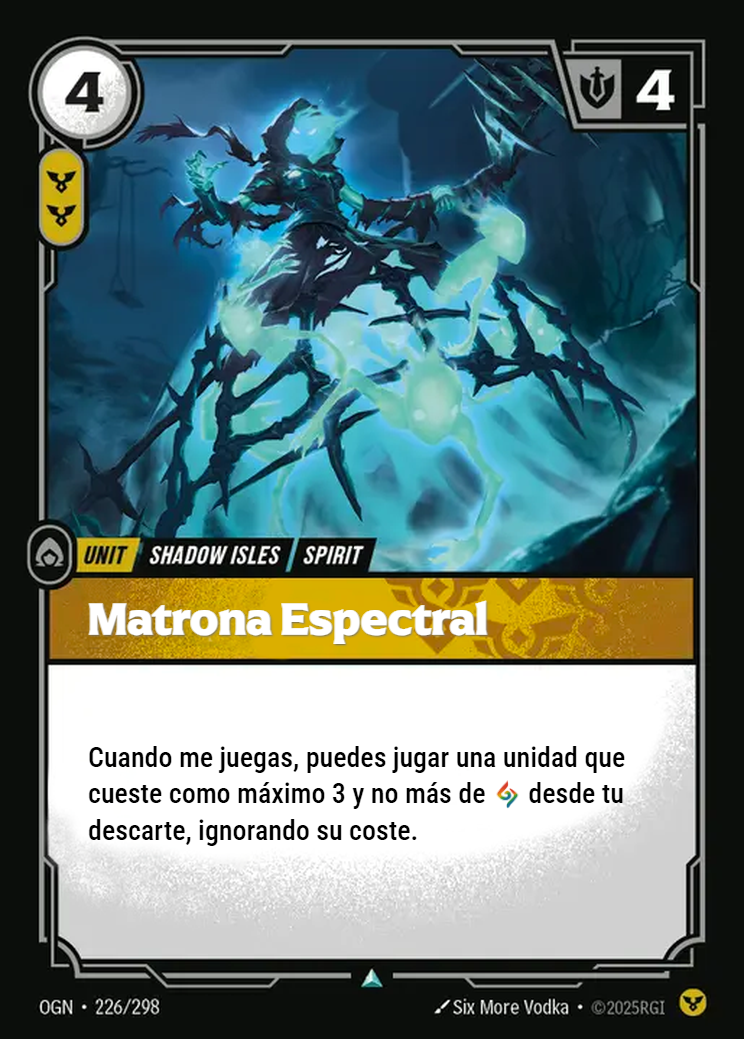 4
4
UNIT
SHADOW ISLES
SPIRIT
Matrona Espectral
Cuando me juegas, puedes jugar una unidad que
cueste como máximo 3 y no más de desde tu
descarte, ignorando su coste.
OGN • 226/298
Six More Vodka • ©2025RGI